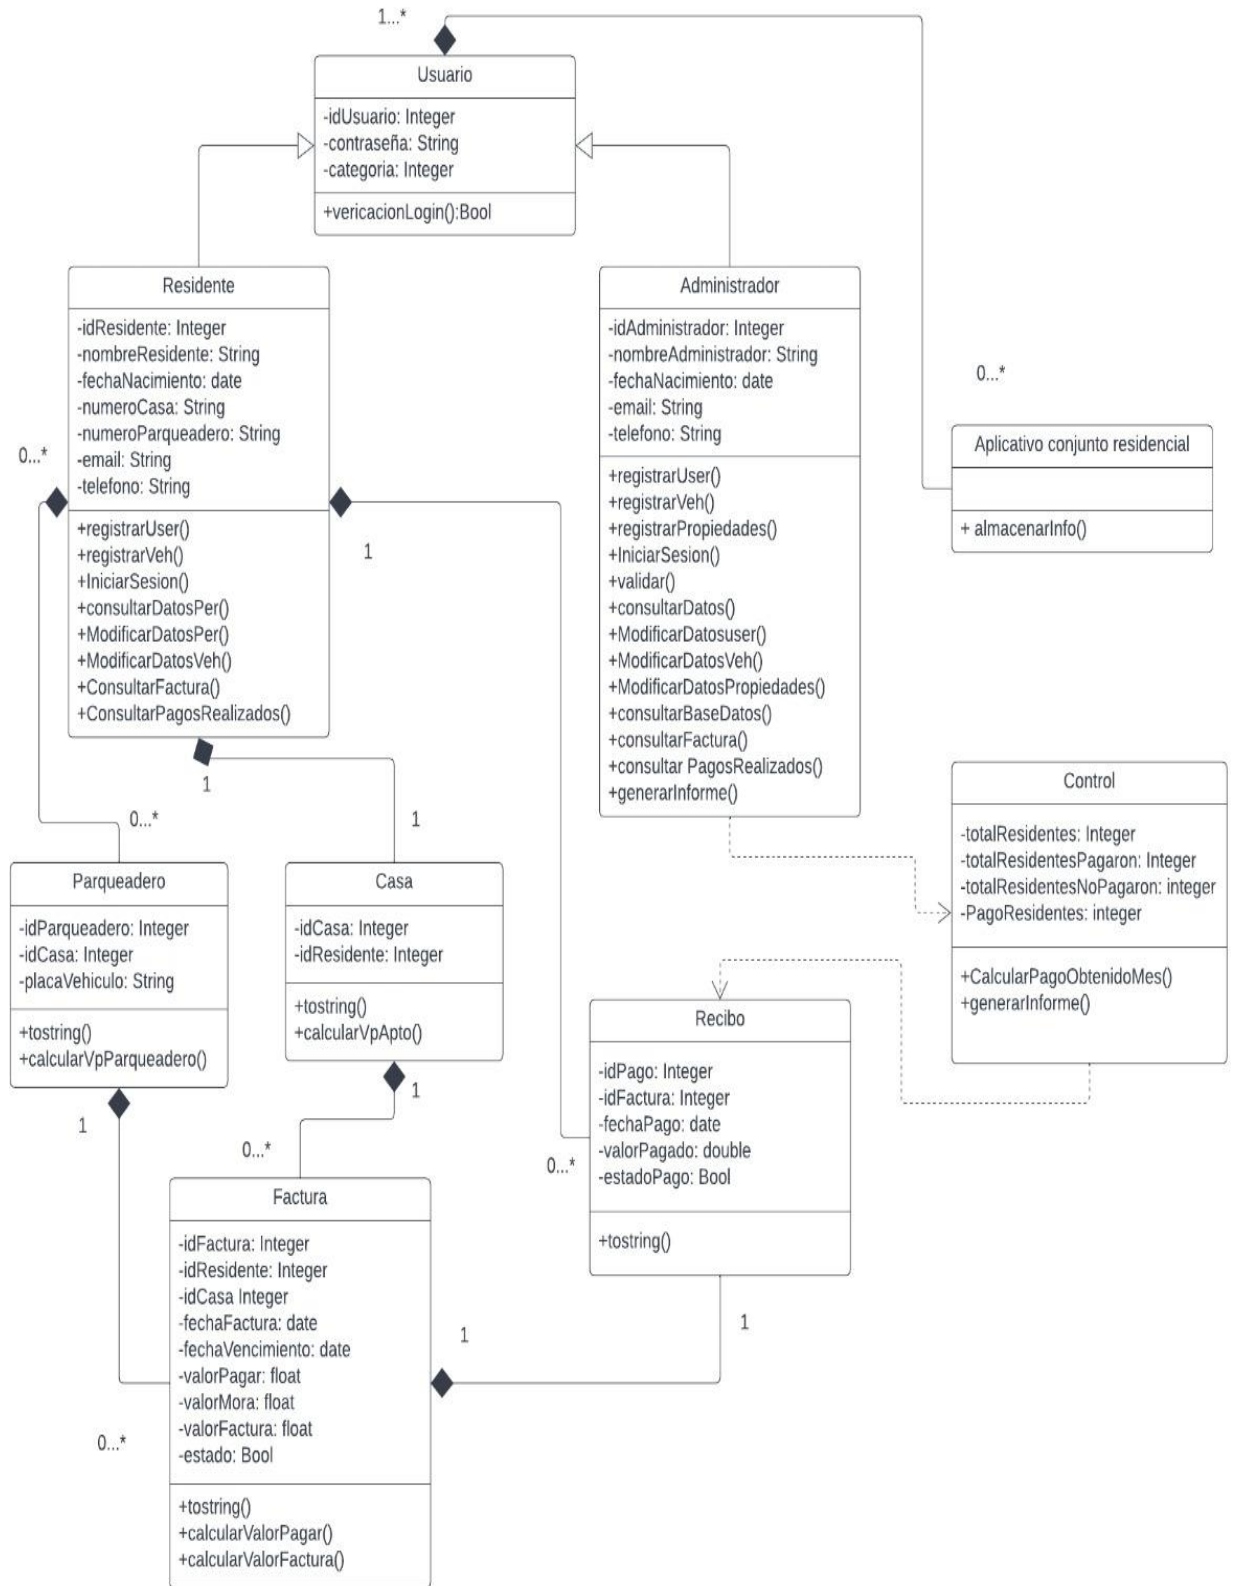 1...*
Usuario
-idUsuario: Integer
-contraseña: String
-categoria: Integer
+vericacionLogin():Bool
Residente
-idResidente: Integer
-nombreResidente: String
-fechaNacimiento: date
-numeroCasa: String
-numeroParqueadero: String
-email: String
-telefono: String
+registrarUser()
+registrarVeh()
+IniciarSesion()
+consultarDatosPer()
+ModificarDatosPer()
+ModificarDatosVeh()
+ConsultarFactura()
+ConsultarPagosRealizados()
0...*
1
1
Administrador
-idAdministrador: Integer
-nombreAdministrador: String
-fechaNacimiento: date
-email: String
-telefono: String
+registrarUser()
+registrarVeh()
+registrarPropiedades()
+IniciarSesion()
+validar()
+consultarDatos()
+ModificarDatosuser()
+ModificarDatosVeh()
+ModificarDatosPropiedades()
+consultarBaseDatos()
+consultarFactura()
+consultar PagosRealizados()
+generarInforme()
0...*
Aplicativo conjunto residencial
+ almacenarInfo()
Control
-totalResidentes: Integer
-totalResidentesPagaron: Integer
-totalResidentesNoPagaron: integer
-PagoResidentes: integer
+CalcularPagoObtenidoMes()
+generarInforme()
0...*
Parqueadero
-idParqueadero: Integer
-idCasa: Integer
-placaVehiculo: String
+tostring()
+calcularVpParqueadero()
1
1
Casa
-idCasa: Integer
-idResidente: Integer
+tostring()
+calcularVpApto()
1
0...*
Recibo
-idPago: Integer
-idFactura: Integer
-fechaPago: date
-valorPagado: double
-estadoPago: Bool
+tostring()
0...*
1
Factura
-idFactura: Integer
-idResidente: Integer
-idCasa Integer
-fechaFactura: date
-fechaVencimiento: date
-valorPagar: float
-valorMora: float
-valorFactura: float
-estado: Bool
+tostring()
+calcularValorPagar()
+calcularValorFactura()
0...*
1